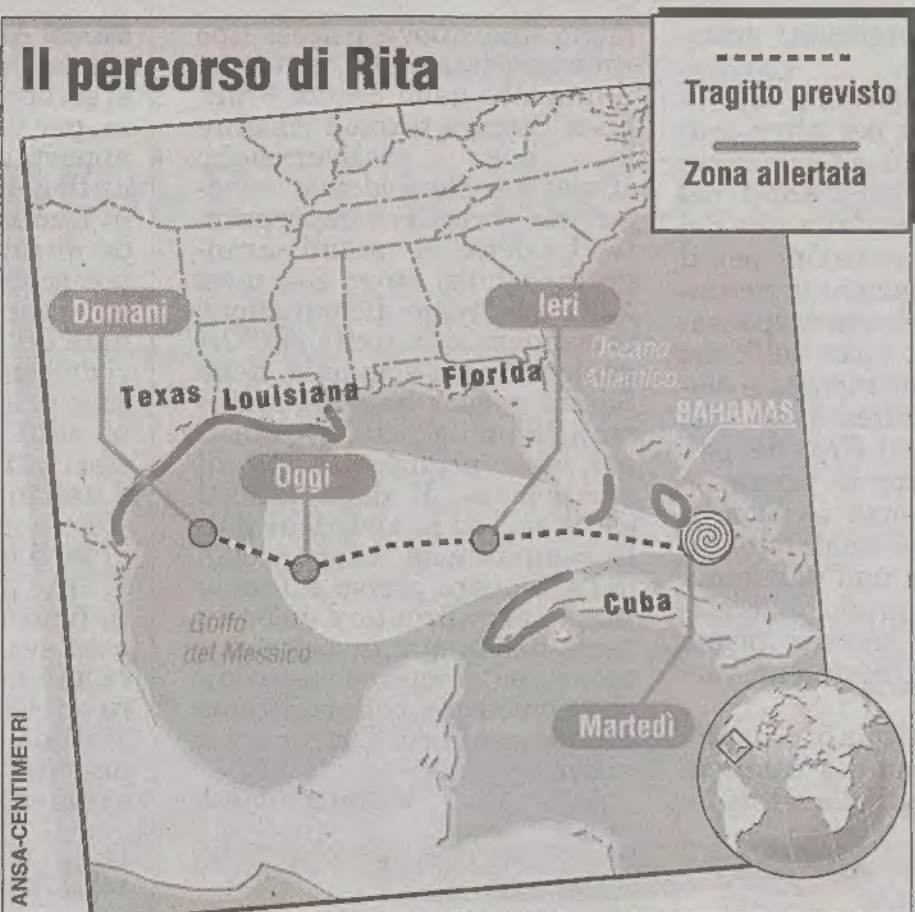 Il percorso di Rita
Tragitto previsto
Zona allertata
Domani
Ieri
Oceano
Atlantico
Texas
Louisiana
Florida
BAHAMAS
Oggi
Cuba
Golfo
del Messico
Martedì
ANSA-CENTIMETRI